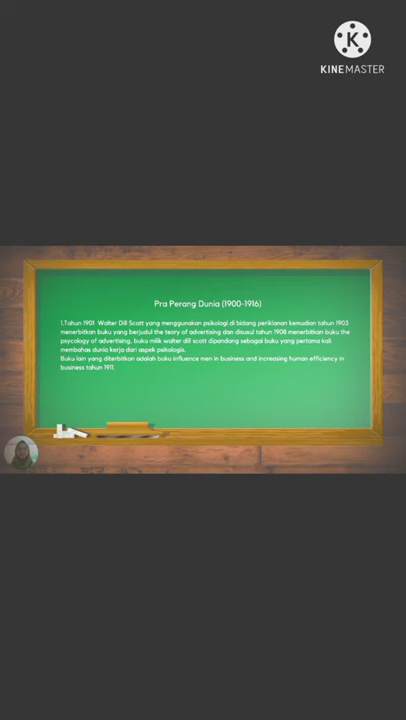 KINEMASTER
Pra Perang Dunia (1900-1916)
1.Tahun 1901 Walter Dill Scott yang menggunakan psikologi di bidang periklanan kemudian tahun 1903
menerbitkan buku yang berjudul the teory of advertising dan disusul tahun 1908 menerbitkan buku the
psycology of advertising, buku milik walter dill scott dipandang sebagai buku yang pertama kali
membahas dunia kerja dari aspek psikologis.
Buku lain yang diterbitkan adalah buku influence men in business and increasing human efficiency in
business tahun 1911.